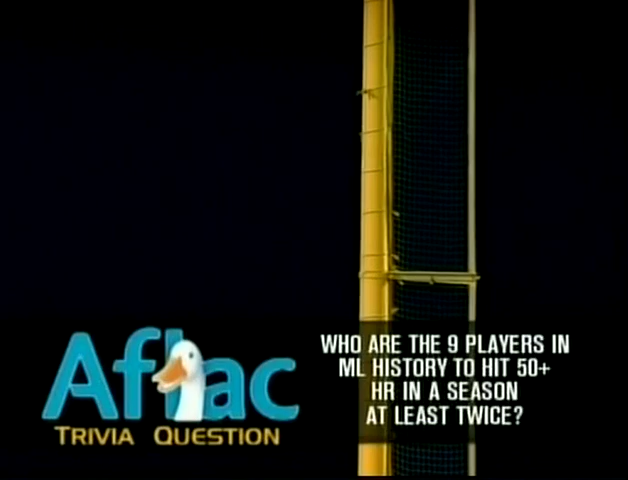 Aflac
TRIVIA QUESTION
WHO ARE THE 9 PLAYERS IN
ML HISTORY TO HIT 50+
HR IN A SEASON
AT LEAST TWICE?